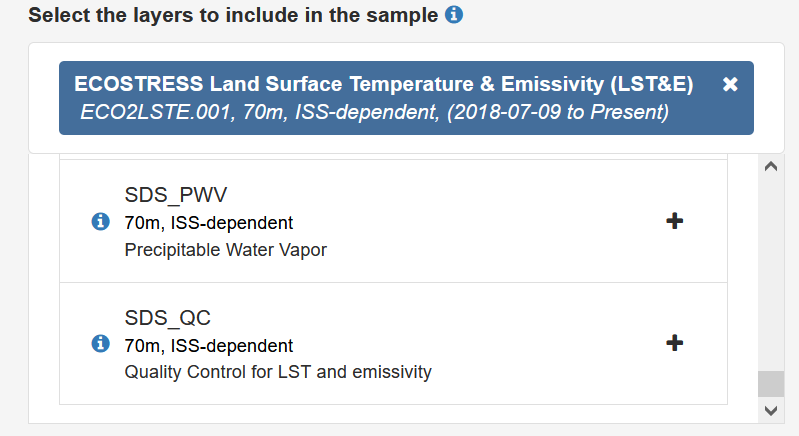 Select the layers to include in the sample
ECOSTRESS Land Surface Temperature & Emissivity (LST&E)
ECO2LSTE.001, 70m, ISS-dependent, (2018-07-09 to Present)
SDS_PWV
70m, ISS-dependent
Precipitable Water Vapor
SDS_QC
70m, ISS-dependent
Quality Control for LST and emissivity